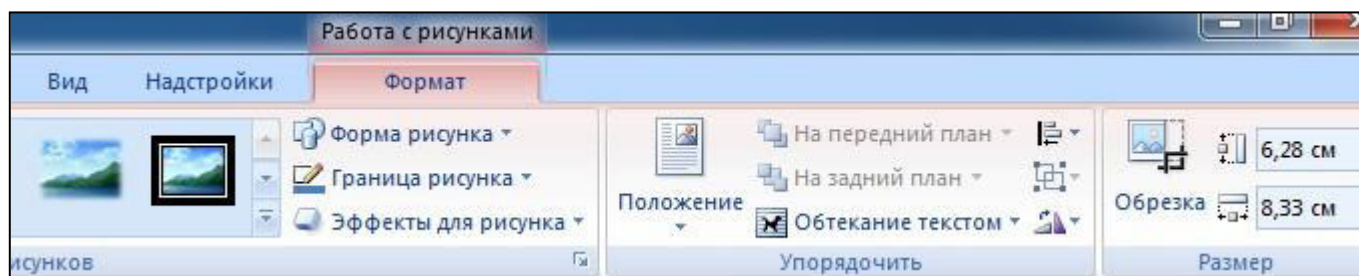 Работа с рисунками
Вид Надстройки Формат
Форма рисунка На передний план
6,28 см
Граница рисунка На задний план
Положение Обрезка
8,33 см
Эффекты для рисунка Обтекание текстом
Упорядочить Размер